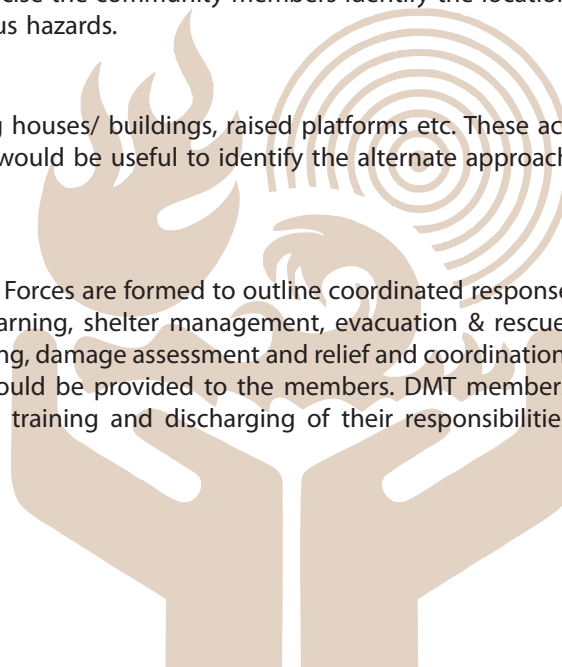 the community members identify the location
us hazards.
houses/ buildings, raised platforms etc. These ac
would be useful to identify the alternate approach
Forces are formed to outline coordinated response
arning, shelter management, evacuation & rescue
ng, damage assessment and relief and coordination
ould be provided to the members. DMT member
training and discharging of their responsibilitie